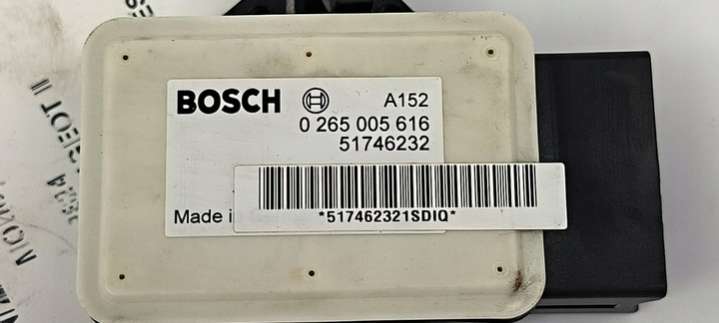 BOSCH A152
0 265 005 616
51746232
Made i
*517462321SDIQ*